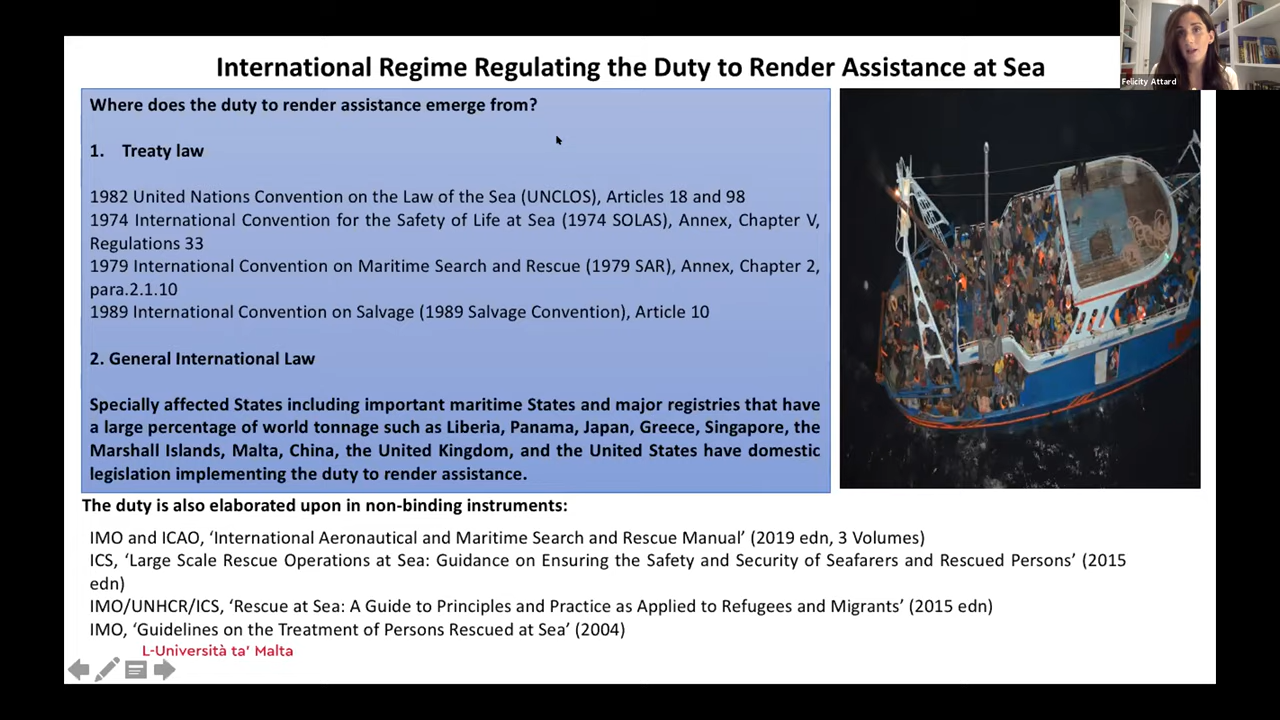 International Regime Regulating the Duty to Render Assistance at Sea
Felicity Attard
Where does the duty to render assistance emerge from?
1. Treaty law
1982 United Nations Convention on the Law of the Sea (UNCLOS), Articles 18 and 98
1974 International Convention for the Safety of Life at Sea (1974 SOLAS), Annex, Chapter V,
Regulations 33
1979 International Convention on Maritime Search and Rescue (1979 SAR), Annex, Chapter 2,
para.2.1.10
1989 International Convention on Salvage (1989 Salvage Convention), Article 10
2. General International Law
Specially affected States including important maritime States and major registries that have
a large percentage of world tonnage such as Liberia, Panama, Japan, Greece, Singapore, the
Marshall Islands, Malta, China, the United Kingdom, and the United States have domestic
legislation implementing the duty to render assistance.
The duty is also elaborated upon in non-binding instruments:
IMO and ICAO, ‘International Aeronautical and Maritime Search and Rescue Manual’ (2019 edn, 3 Volumes)
ICS, ‘Large Scale Rescue Operations at Sea: Guidance on Ensuring the Safety and Security of Seafarers and Rescued Persons’ (2015
edn)
IMO/UNHCR/ICS, ‘Rescue at Sea: A Guide to Principles and Practice as Applied to Refugees and Migrants’ (2015 edn)
IMO, ‘Guidelines on the Treatment of Persons Rescued at Sea’ (2004)
L-Università ta’ Malta